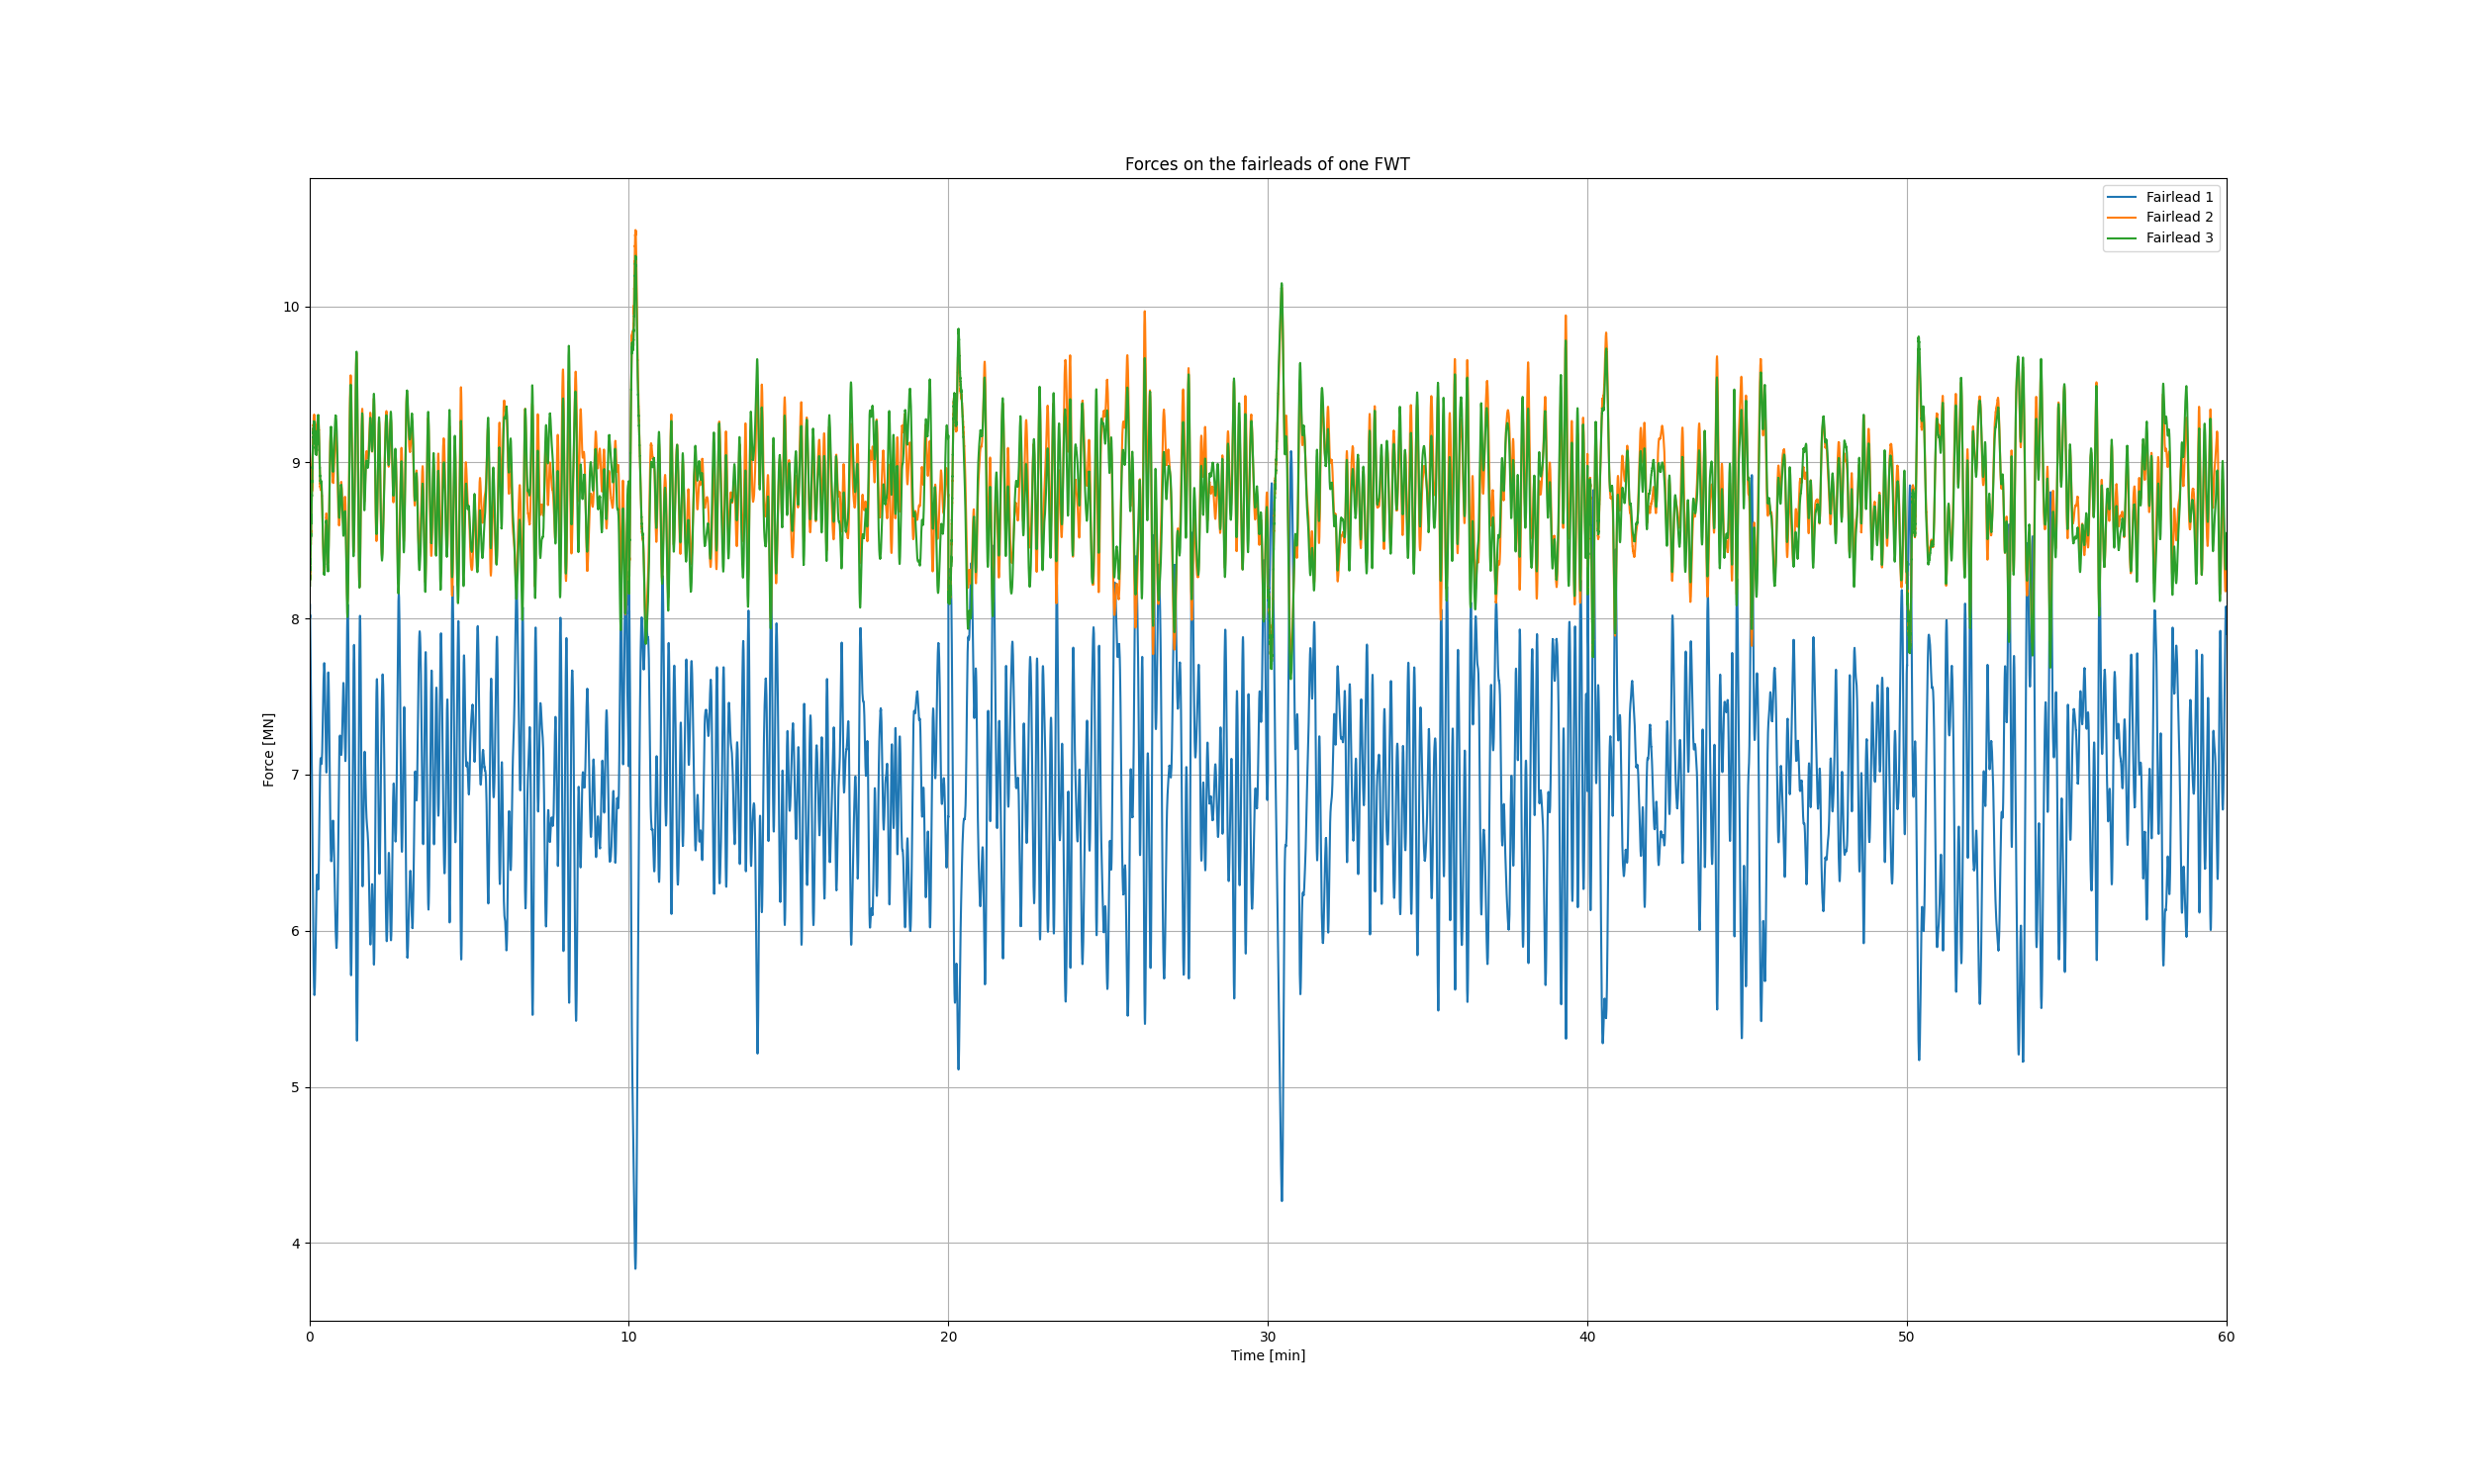 Forces on the fairleads of one FWT
Fairlead 1
Fairlead 2
Fairlead 3
Force [MN]
10
9
8
7
6
5
4
0 10 20 30 40 50 60
Time [min]